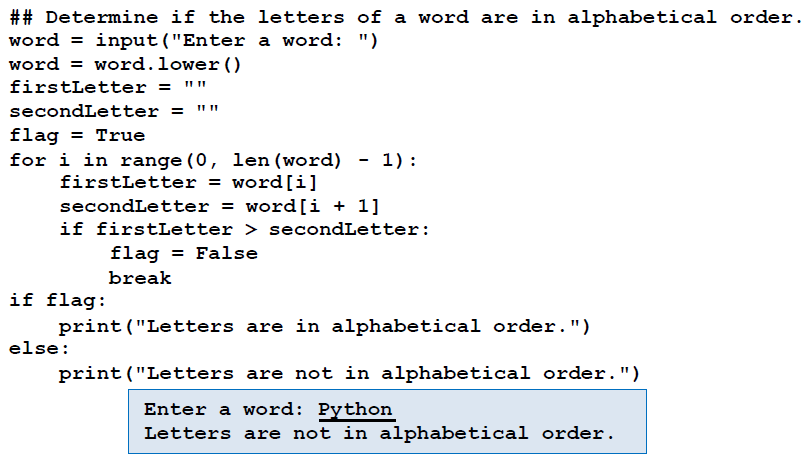 ## Determine if the letters of a word are in alphabetical order.
word = input("Enter a word: ")
word = word.lower()
firstLetter = ""
secondLetter = ""
flag = True
for i in range(0, len(word) - 1):
    firstLetter = word[i]
    secondLetter = word[i + 1]
    if firstLetter > secondLetter:
        flag = False
        break
if flag:
    print("Letters are in alphabetical order.")
else:
    print("Letters are not in alphabetical order.")
Enter a word: Python
Letters are not in alphabetical order.